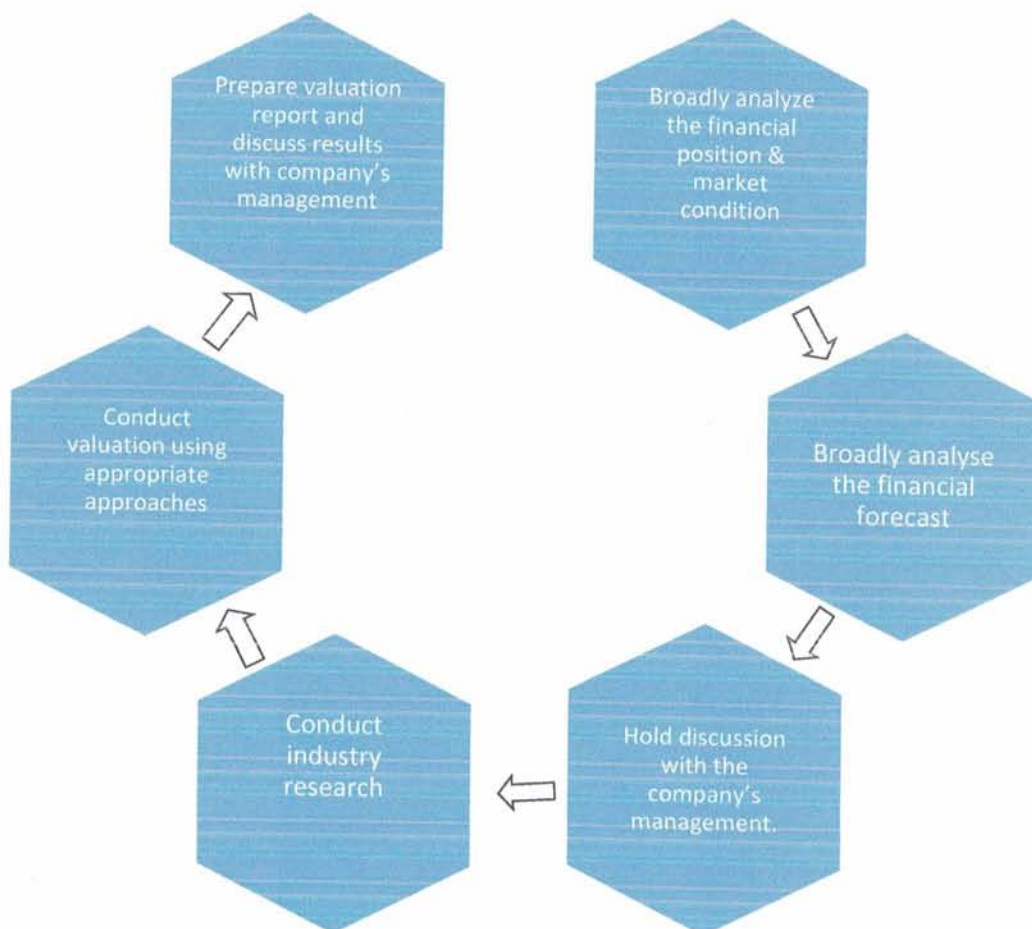 Broadly analyze
the financial
position &
market
condition
Broadly analyse
the financial
forecast
Hold discussion
with the
company's
management.
Conduct
industry
research
Conduct
valuation using
appropriate
approaches
Prepare valuation
report and
discuss results
with company's
management